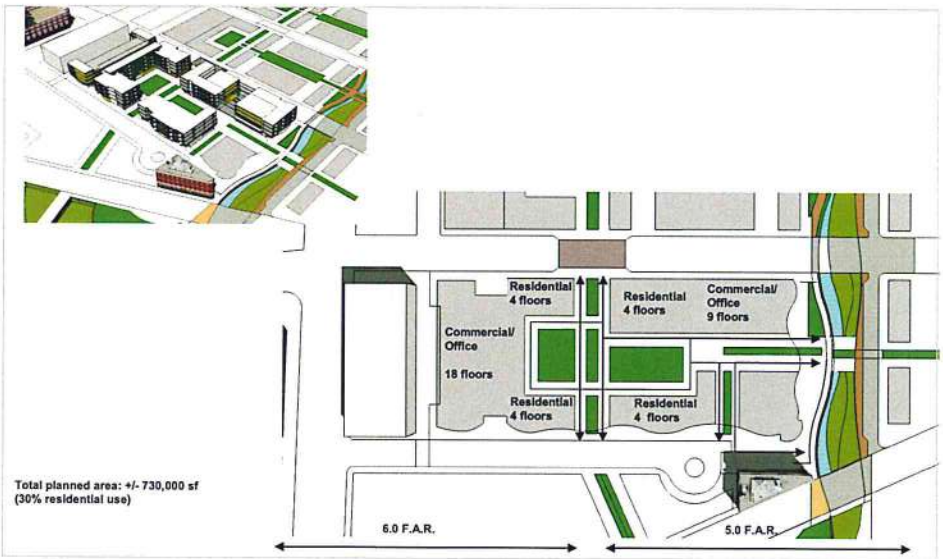 Residential
4 floors
Residential
4 floors
Commercial/
Office
9 floors
Commercial/
Office
18 floors
Residential
4 floors
Residential
4 floors
Total planned area: +/- 730,000 sf
(30% residential use)
6.0 F.A.R.
5.0 F.A.R.